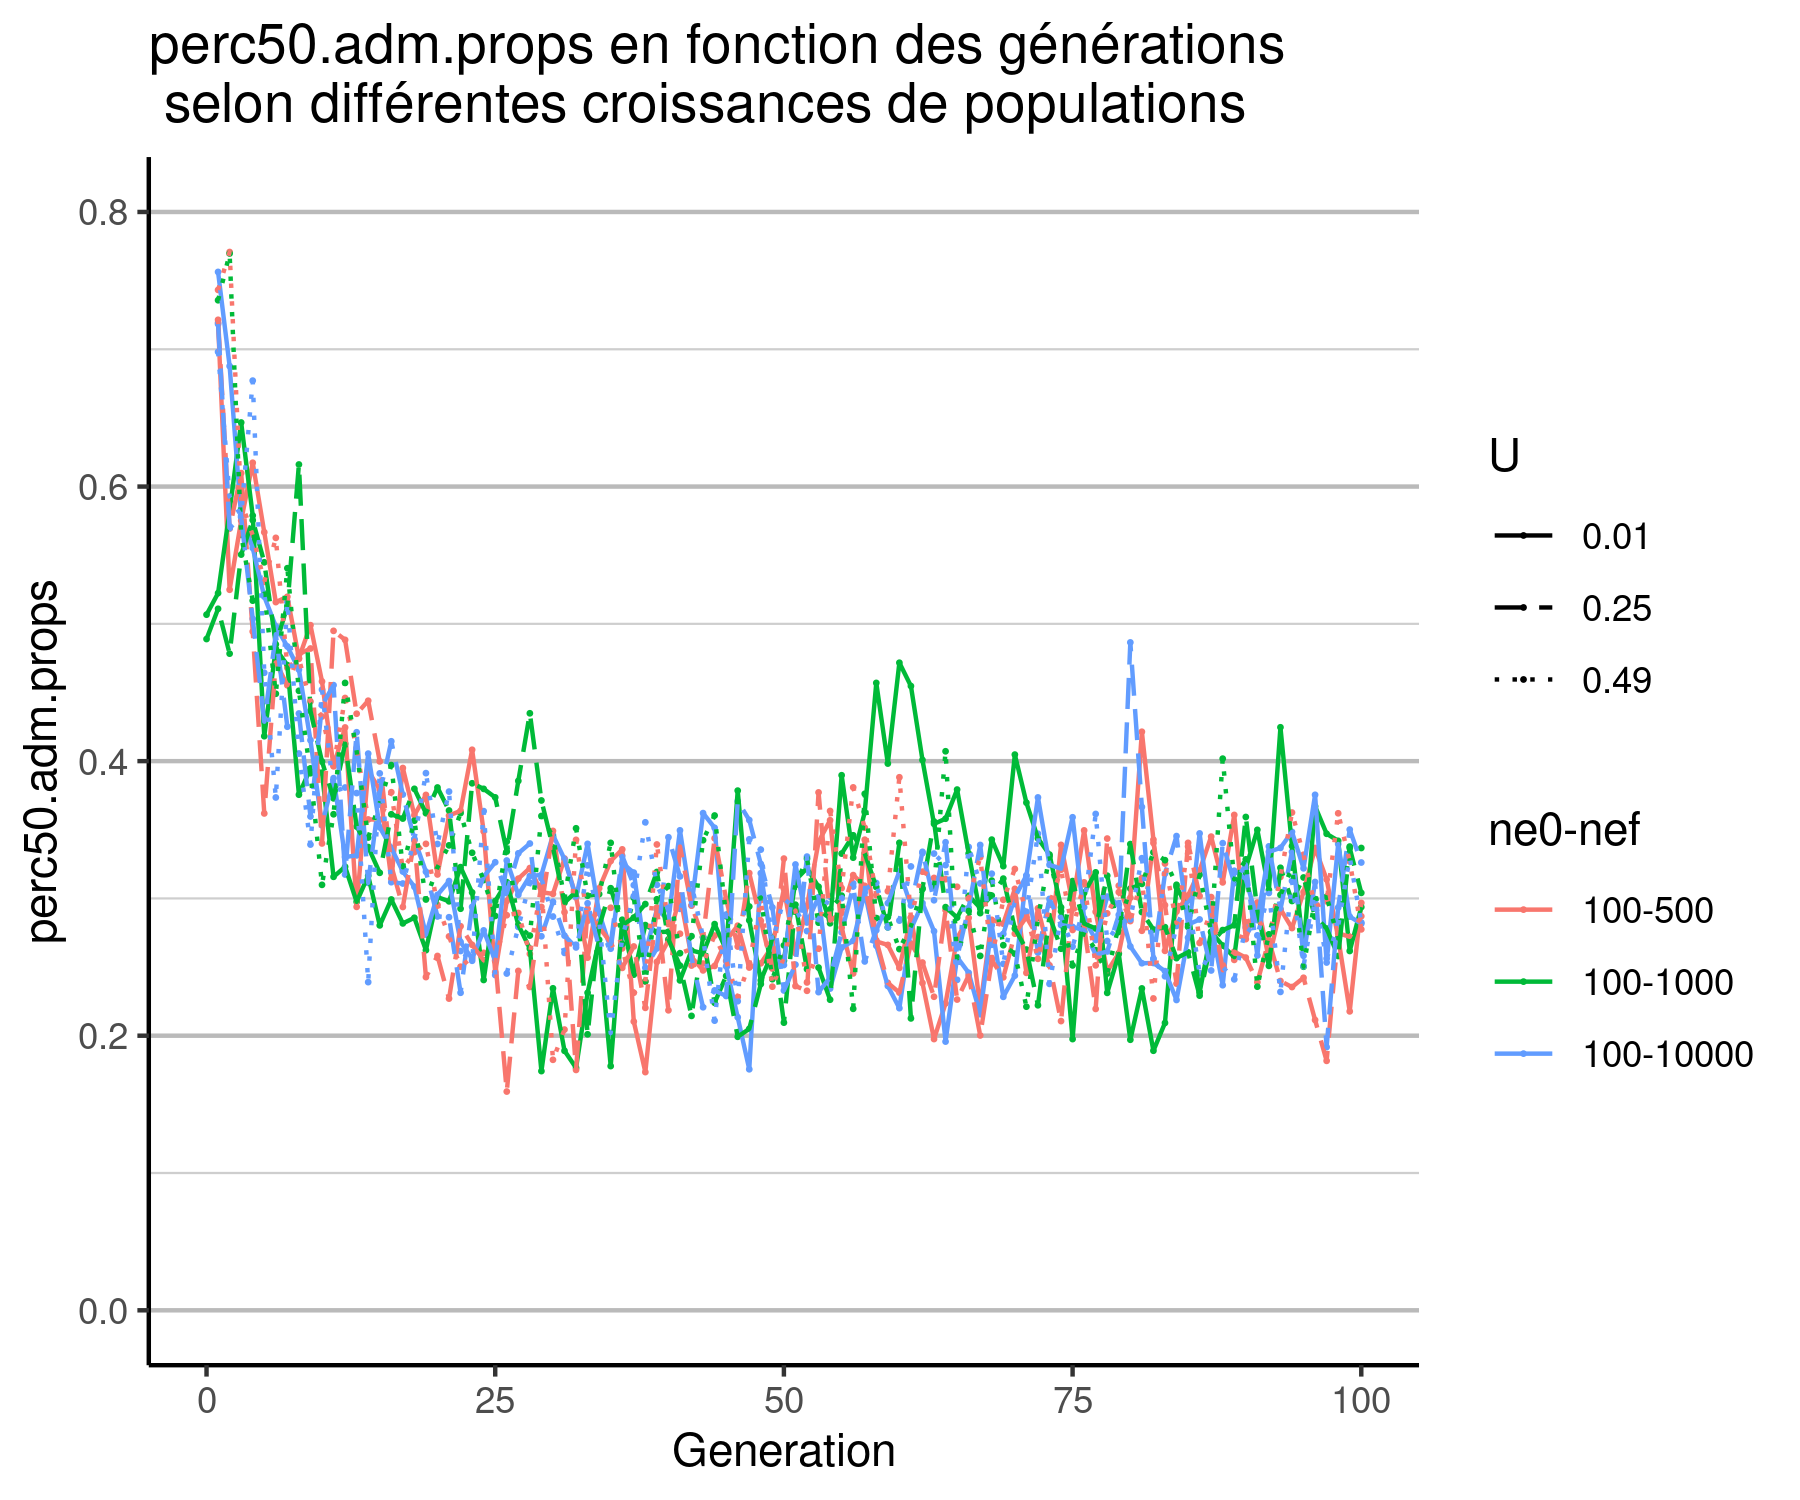 perc50.adm.props en fonction des générations
selon différentes croissances de populations
perc50.adm.props
0.8
0.6
0.4
0.2
0.0
0
25
50
75
100
Generation
U
0.01
0.25
0.49
ne0-nef
100-500
100-1000
100-10000